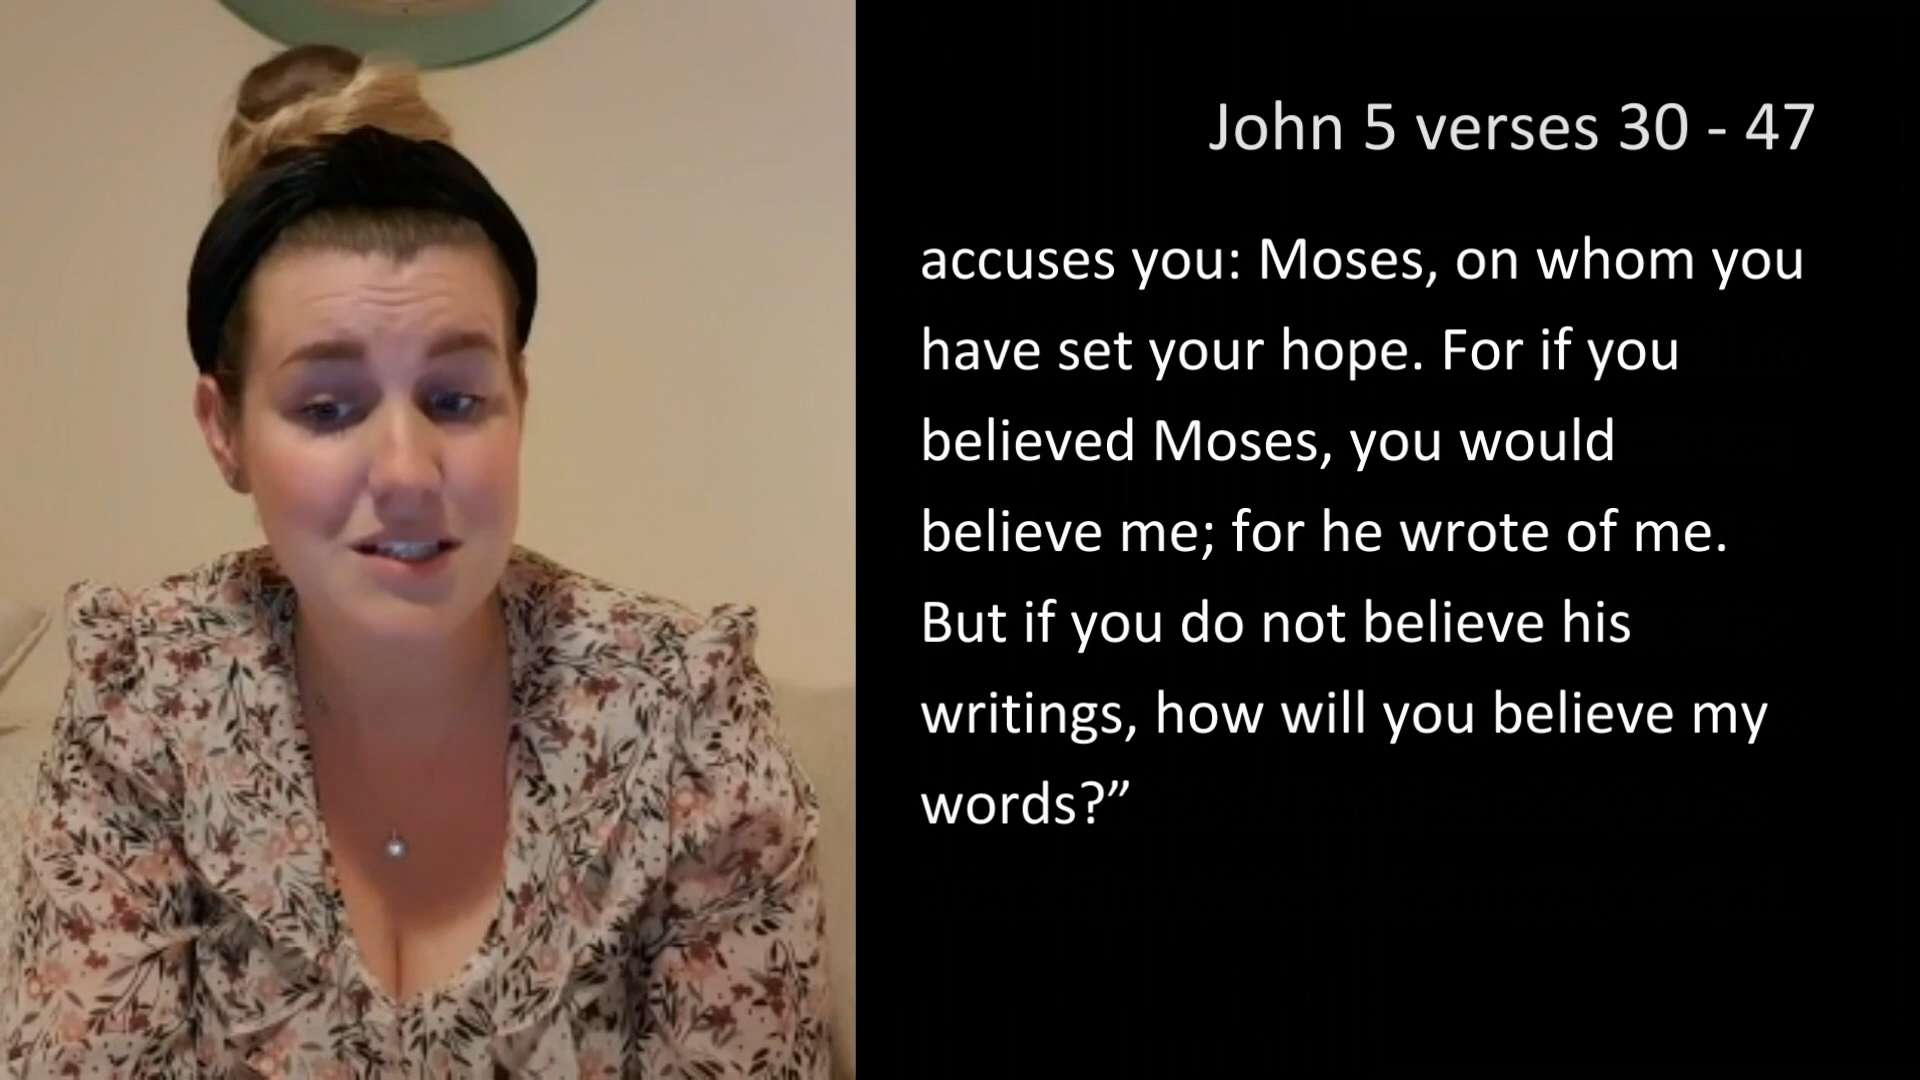 John 5 verses 30 - 47
accuses you: Moses, on whom you
have set your hope. For if you
believed Moses, you would
believe me; for he wrote of me.
But if you do not believe his
writings, how will you believe my
words?”